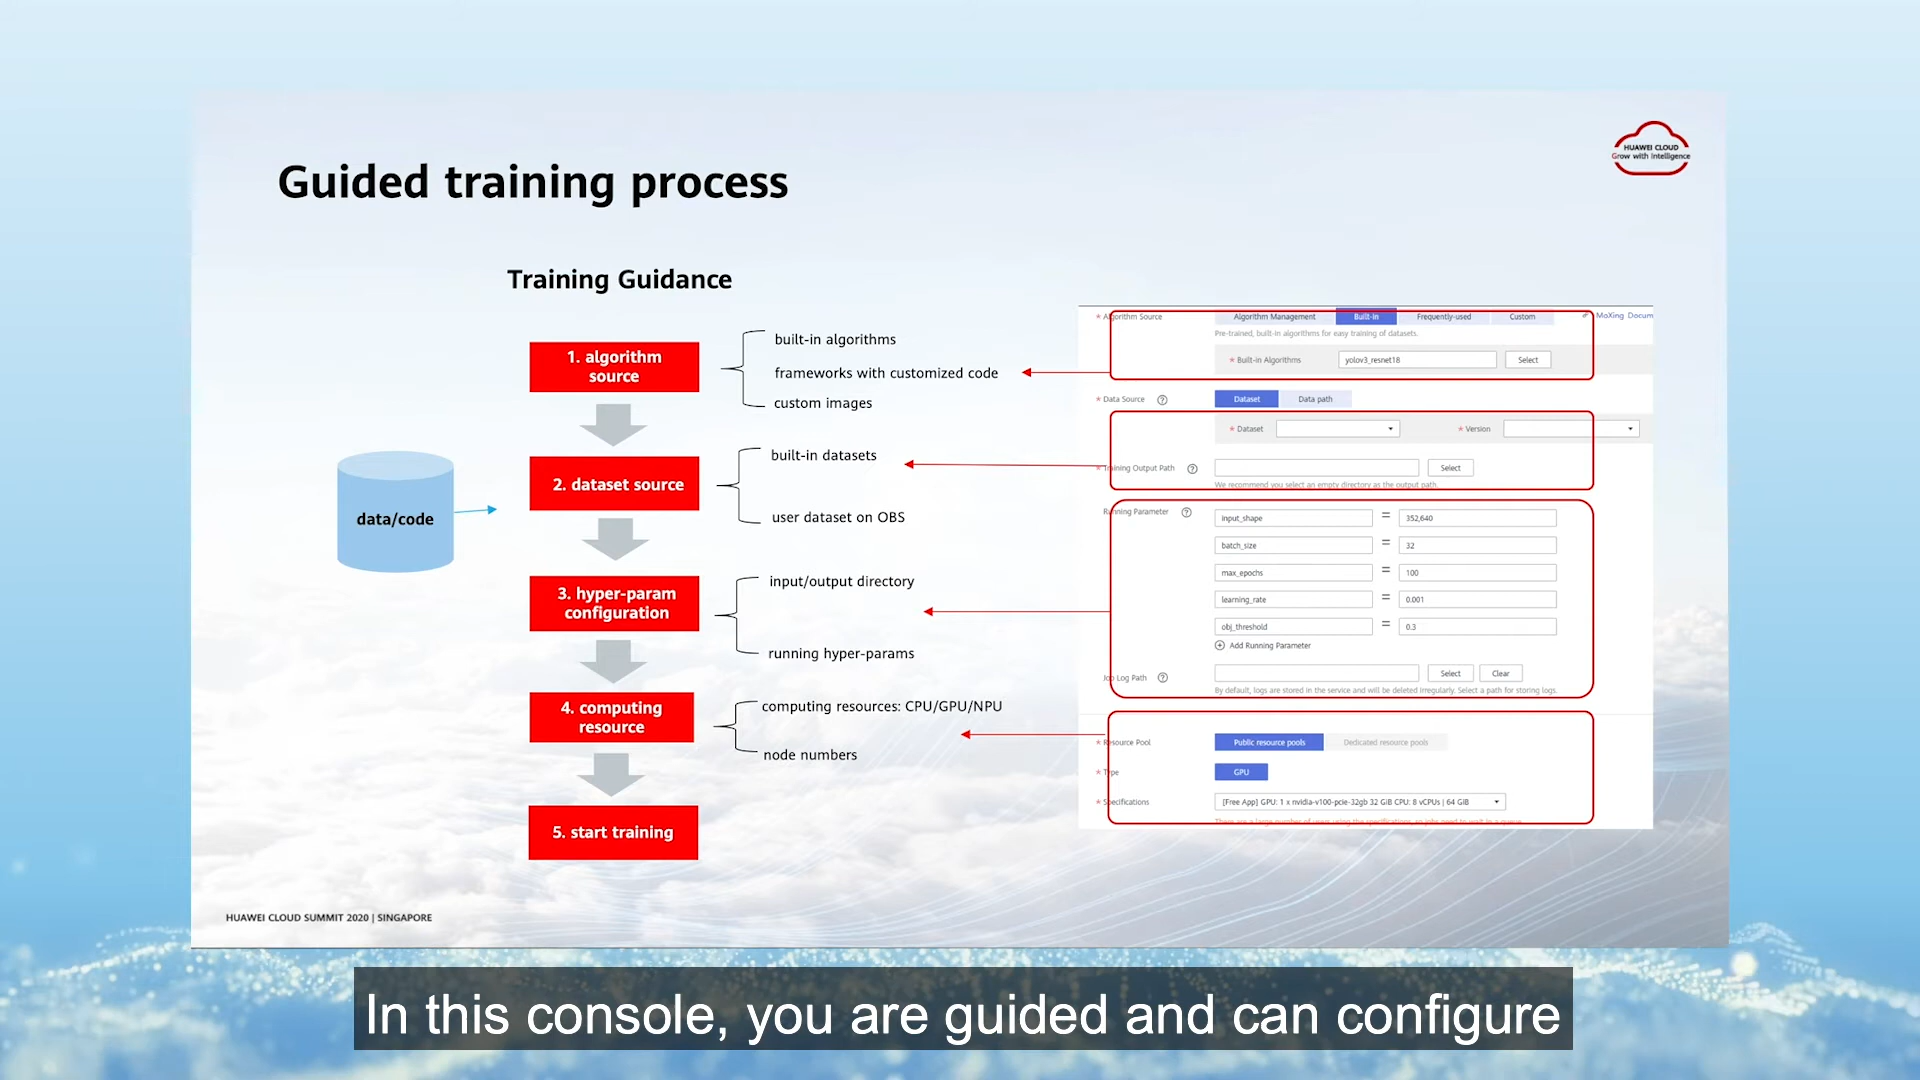 HUAWEI CLOUD
Grow with Intelligence
Guided training process
Training Guidance
1. algorithm
source
built-in algorithms
frameworks with customized code
custom images
data/code
2. dataset source
built-in datasets
user dataset on OBS
3. hyper-param
configuration
input/output directory
running hyper-params
4. computing
resource
computing resources: CPU/GPU/NPU
node numbers
5. start training
* Algorithm Source
Algorithm Management
Built-in
Frequently-used
Custom
MoXing Docum
Pre-trained, built-in algorithms for easy training of datasets.
* Built-in Algorithms
yolov3_resnet18
Select
* Data Source ?
Dataset
Data path
* Dataset
* Version
* Training Output Path ?
Select
We recommend you select an empty directory as the output path.
Running Parameter ?
input_shape = 352,640
batch_size = 32
max_epochs = 100
learning_rate = 0.001
obj_threshold = 0.3
Add Running Parameter
Job Log Path ?
Select
Clear
By default, logs are stored in the service and will be deleted irregularly. Select a path for storing logs.
* Resource Pool
Public resource pools
Dedicated resource pools
* Type
GPU
* Specifications
[Free App] GPU: 1 x nvidia-v100-pcie-32gb 32 GiB CPU: 8 vCPUs | 64 GiB
HUAWEI CLOUD SUMMIT 2020 | SINGAPORE
In this console, you are guided and can configure